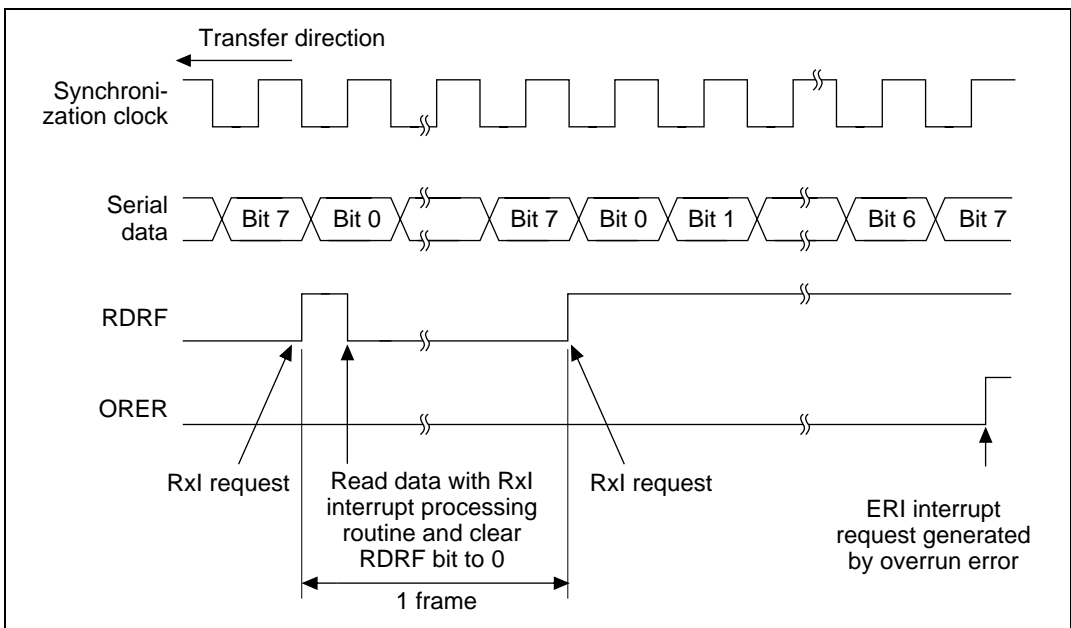 Transfer direction
Synchroni-
zation clock
Serial
data
Bit 7
Bit 0
Bit 7
Bit 0
Bit 1
Bit 6
Bit 7
RDRF
ORER
RxI request
Read data with RxI
interrupt processing
routine and clear
RDRF bit to 0
RxI request
ERI interrupt
request generated
by overrun error
1 frame